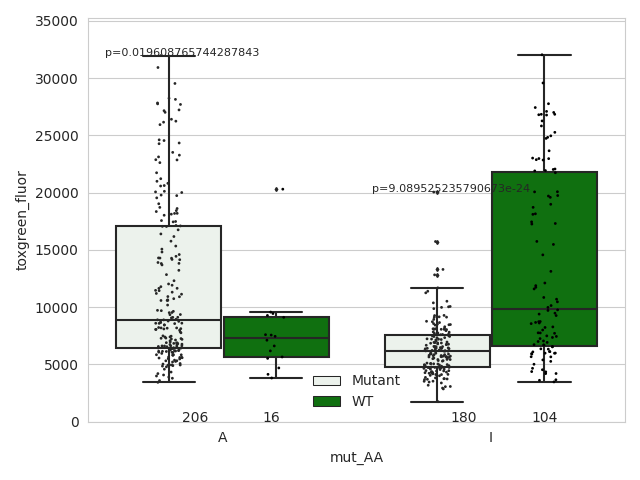 35000
p=0.019608765744287843
30000
25000
20000
p=9.089525235790673e-24
15000
10000
5000
0
toxgreen_fluor
Mutant
WT
206
16
180
104
A
I
mut_AA